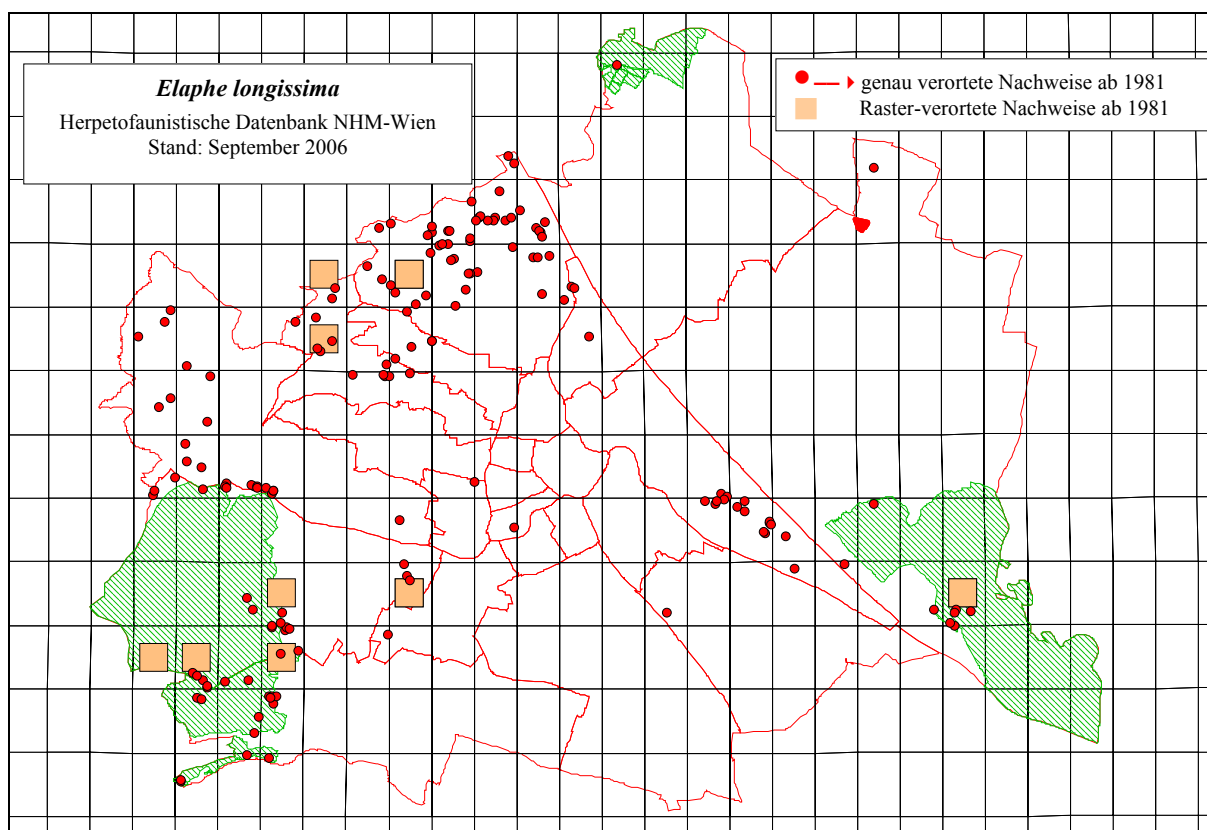 Elaphe longissima
Herpetofaunistische Datenbank NHM-Wien
Stand: September 2006
genau verortete Nachweise ab 1981
Raster-verortete Nachweise ab 1981